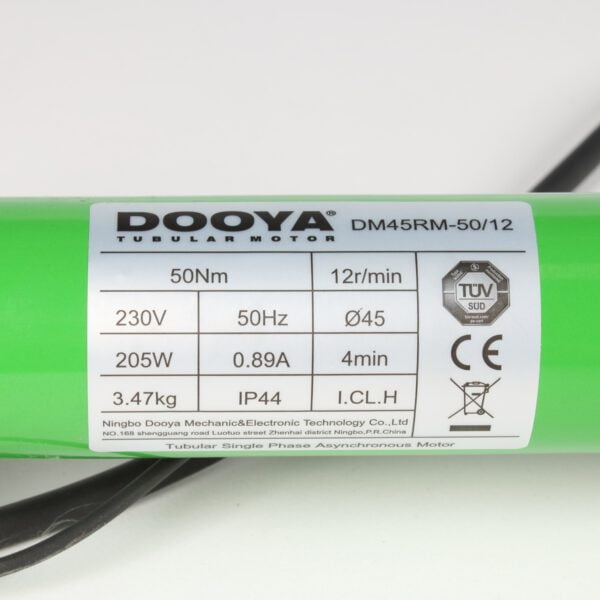 DOOYA®
TUBULAR MOTOR
DM45RM-50/12
50Nm 12r/min
230V 50Hz Ø45
205W 0.89A 4min
3.47kg IP44 I.CL.H
TÜV
SÜD
CE
Ningbo Dooya Mechanic&Electronic Technology Co.,Ltd
NO.168 shengguang road Luotuo street Zhenhai district Ningbo,P.R.China
Tubular Single Phase Asynchronous Motor